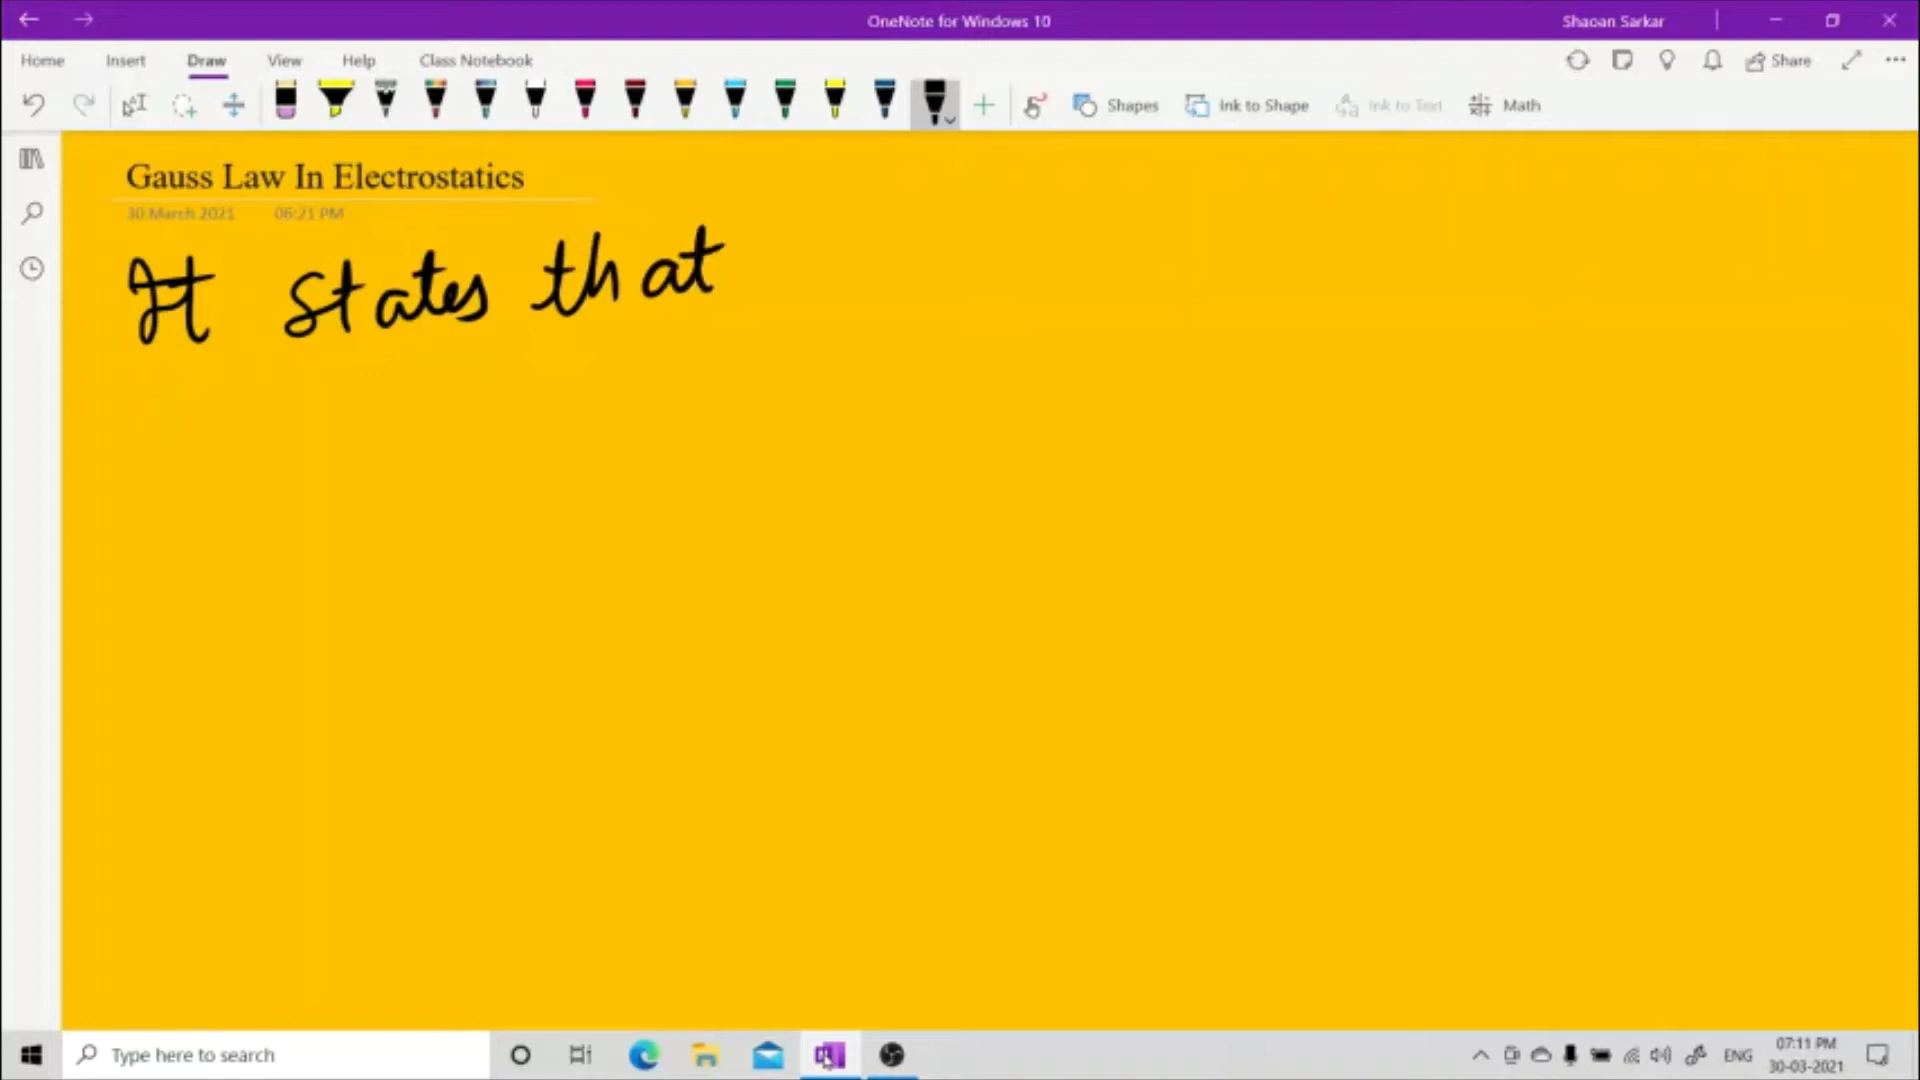 OneNote for Windows 10 Shaoan Sarkar
Home Insert Draw View Help Class Notebook Share
Shapes Ink to Shape Ink to Text Math
Gauss Law In Electrostatics
30 March 2021 06:21 PM
It states that
Type here to search
ENG
07:11 PM
30-03-2021